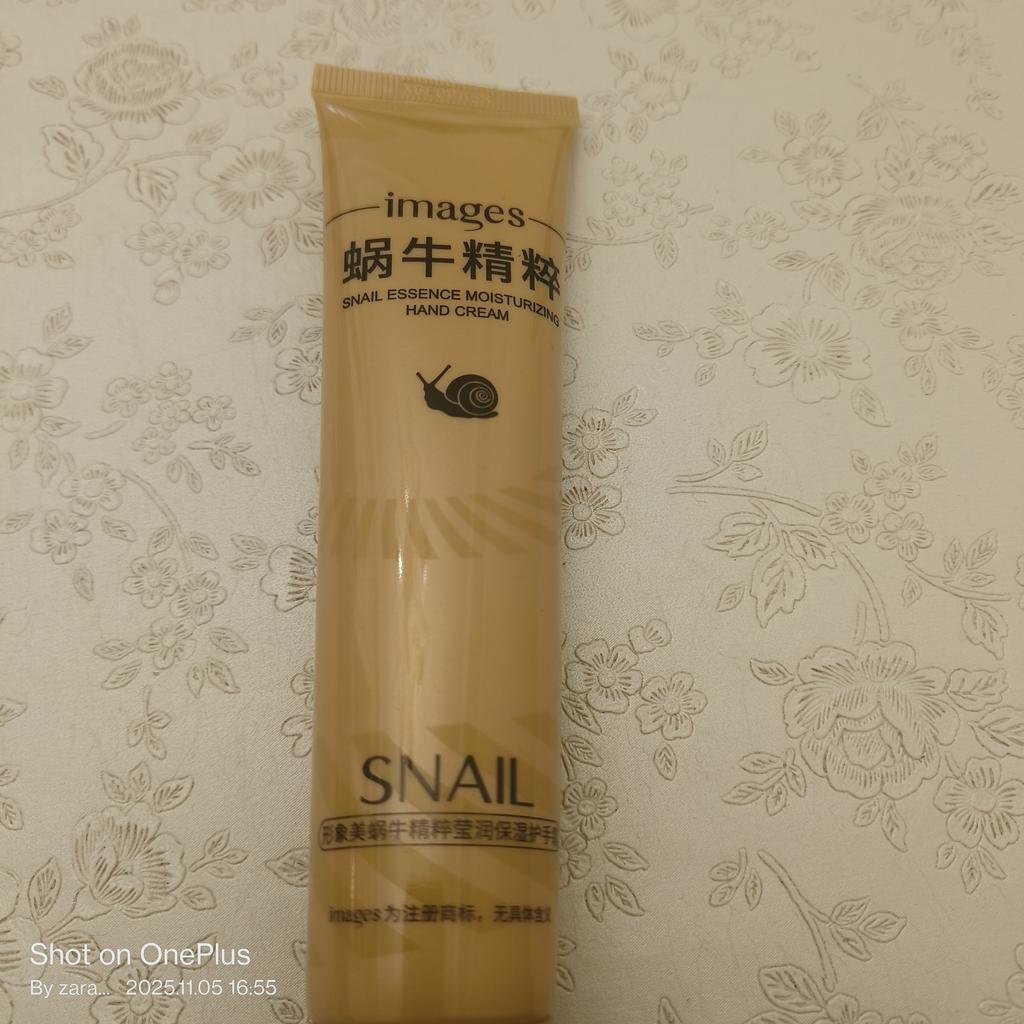 images
蜗牛精粹
SNAIL ESSENCE MOISTURIZING
HAND CREAM
SNAIL
形象美蜗牛精粹莹润保湿护手霜
images为注册商标，无具体含义
Shot on OnePlus
By zara... 2025.11.05 16:55